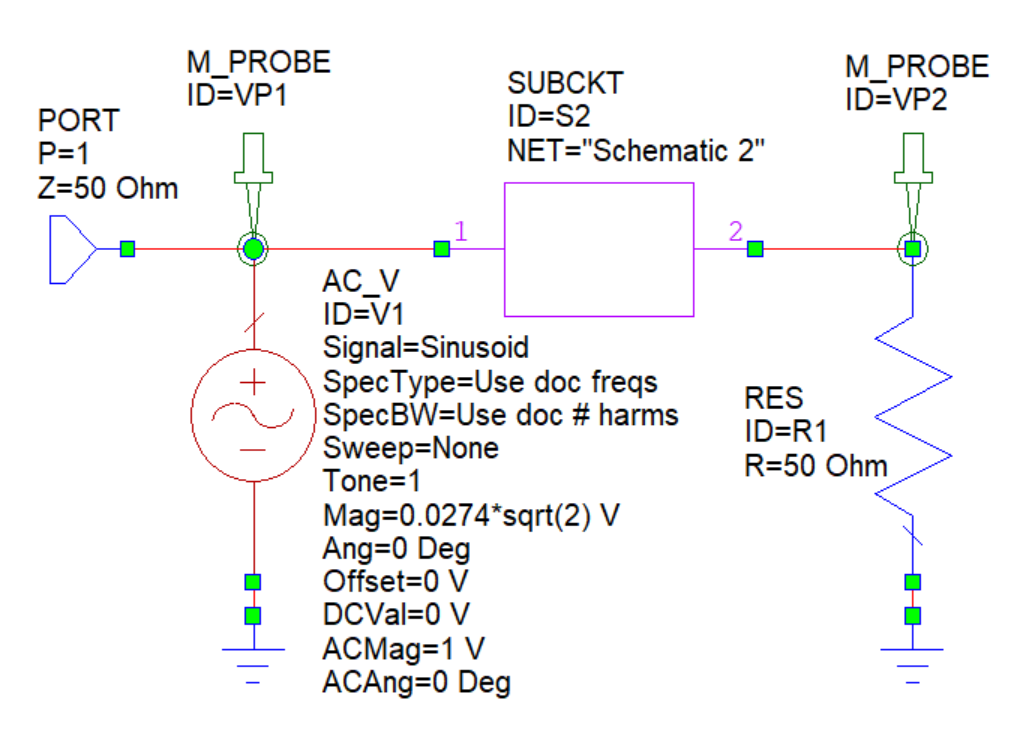 M_PROBE
ID=VP1
PORT
P=1
Z=50 Ohm
SUBCKT
ID=S2
NET="Schematic 2"
M_PROBE
ID=VP2
1
2
AC_V
ID=V1
Signal=Sinusoid
SpecType=Use doc freqs
SpecBW=Use doc # harms
Sweep=None
Tone=1
Mag=0.0274*sqrt(2) V
Ang=0 Deg
Offset=0 V
DCVal=0 V
ACMag=1 V
ACAng=0 Deg
RES
ID=R1
R=50 Ohm